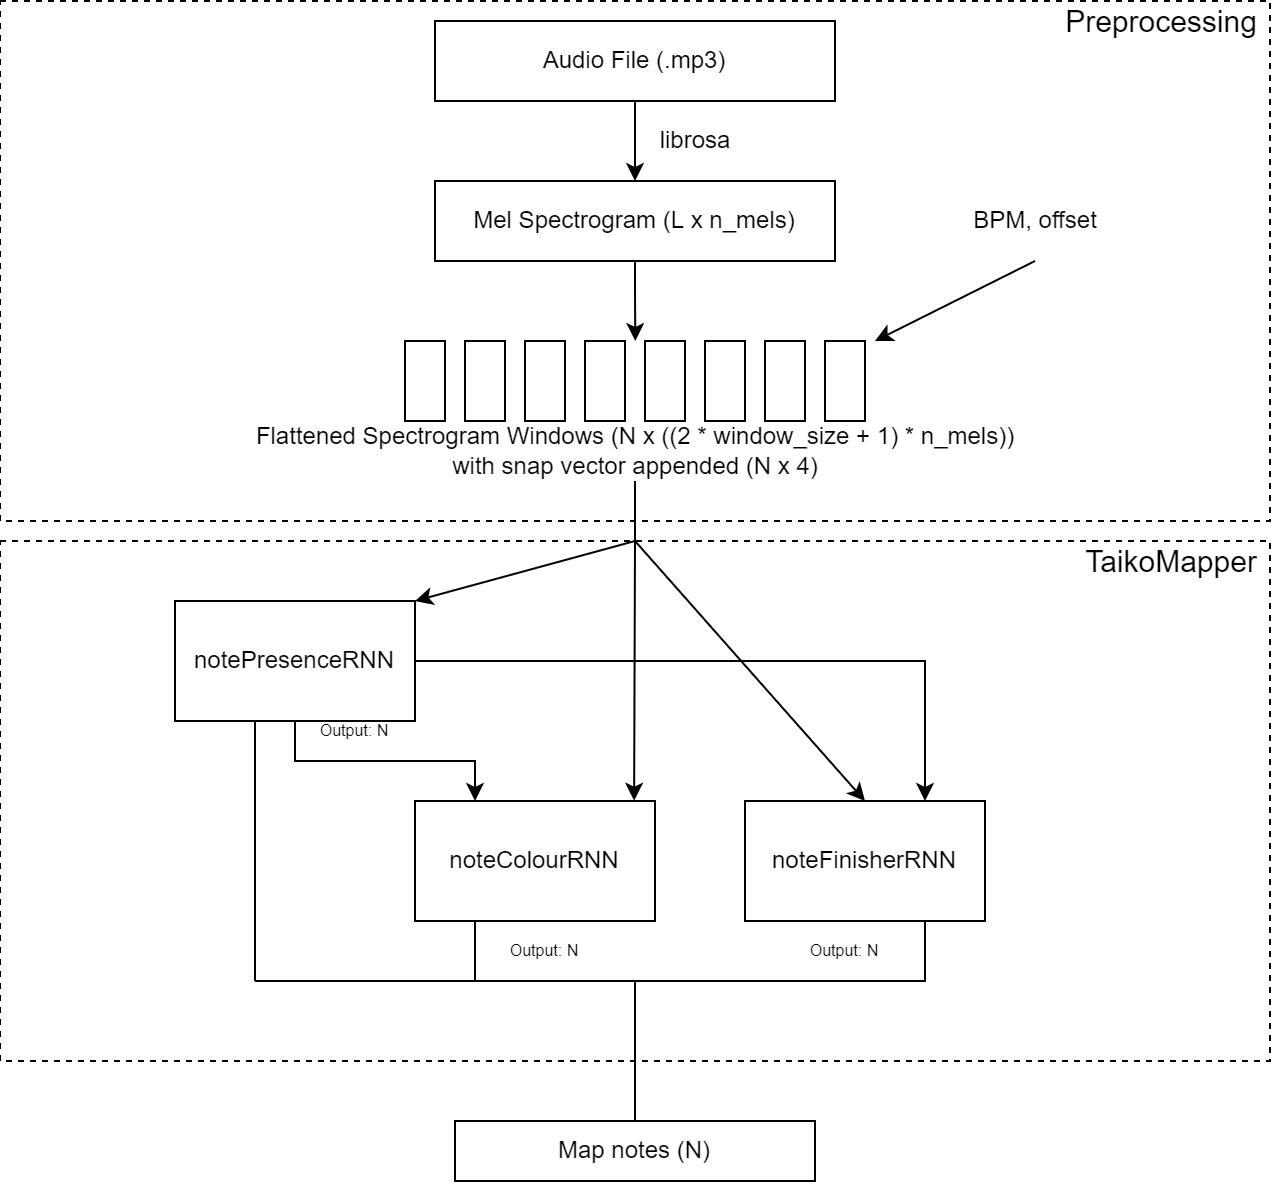 Preprocessing
Audio File (.mp3)
librosa
Mel Spectrogram (L x n_mels)
BPM, offset
Flattened Spectrogram Windows (N x ((2 * window_size + 1) * n_mels))
with snap vector appended (N x 4)
TaikoMapper
notePresenceRNN
Output: N
noteColourRNN
noteFinisherRNN
Output: N
Output: N
Map notes (N)